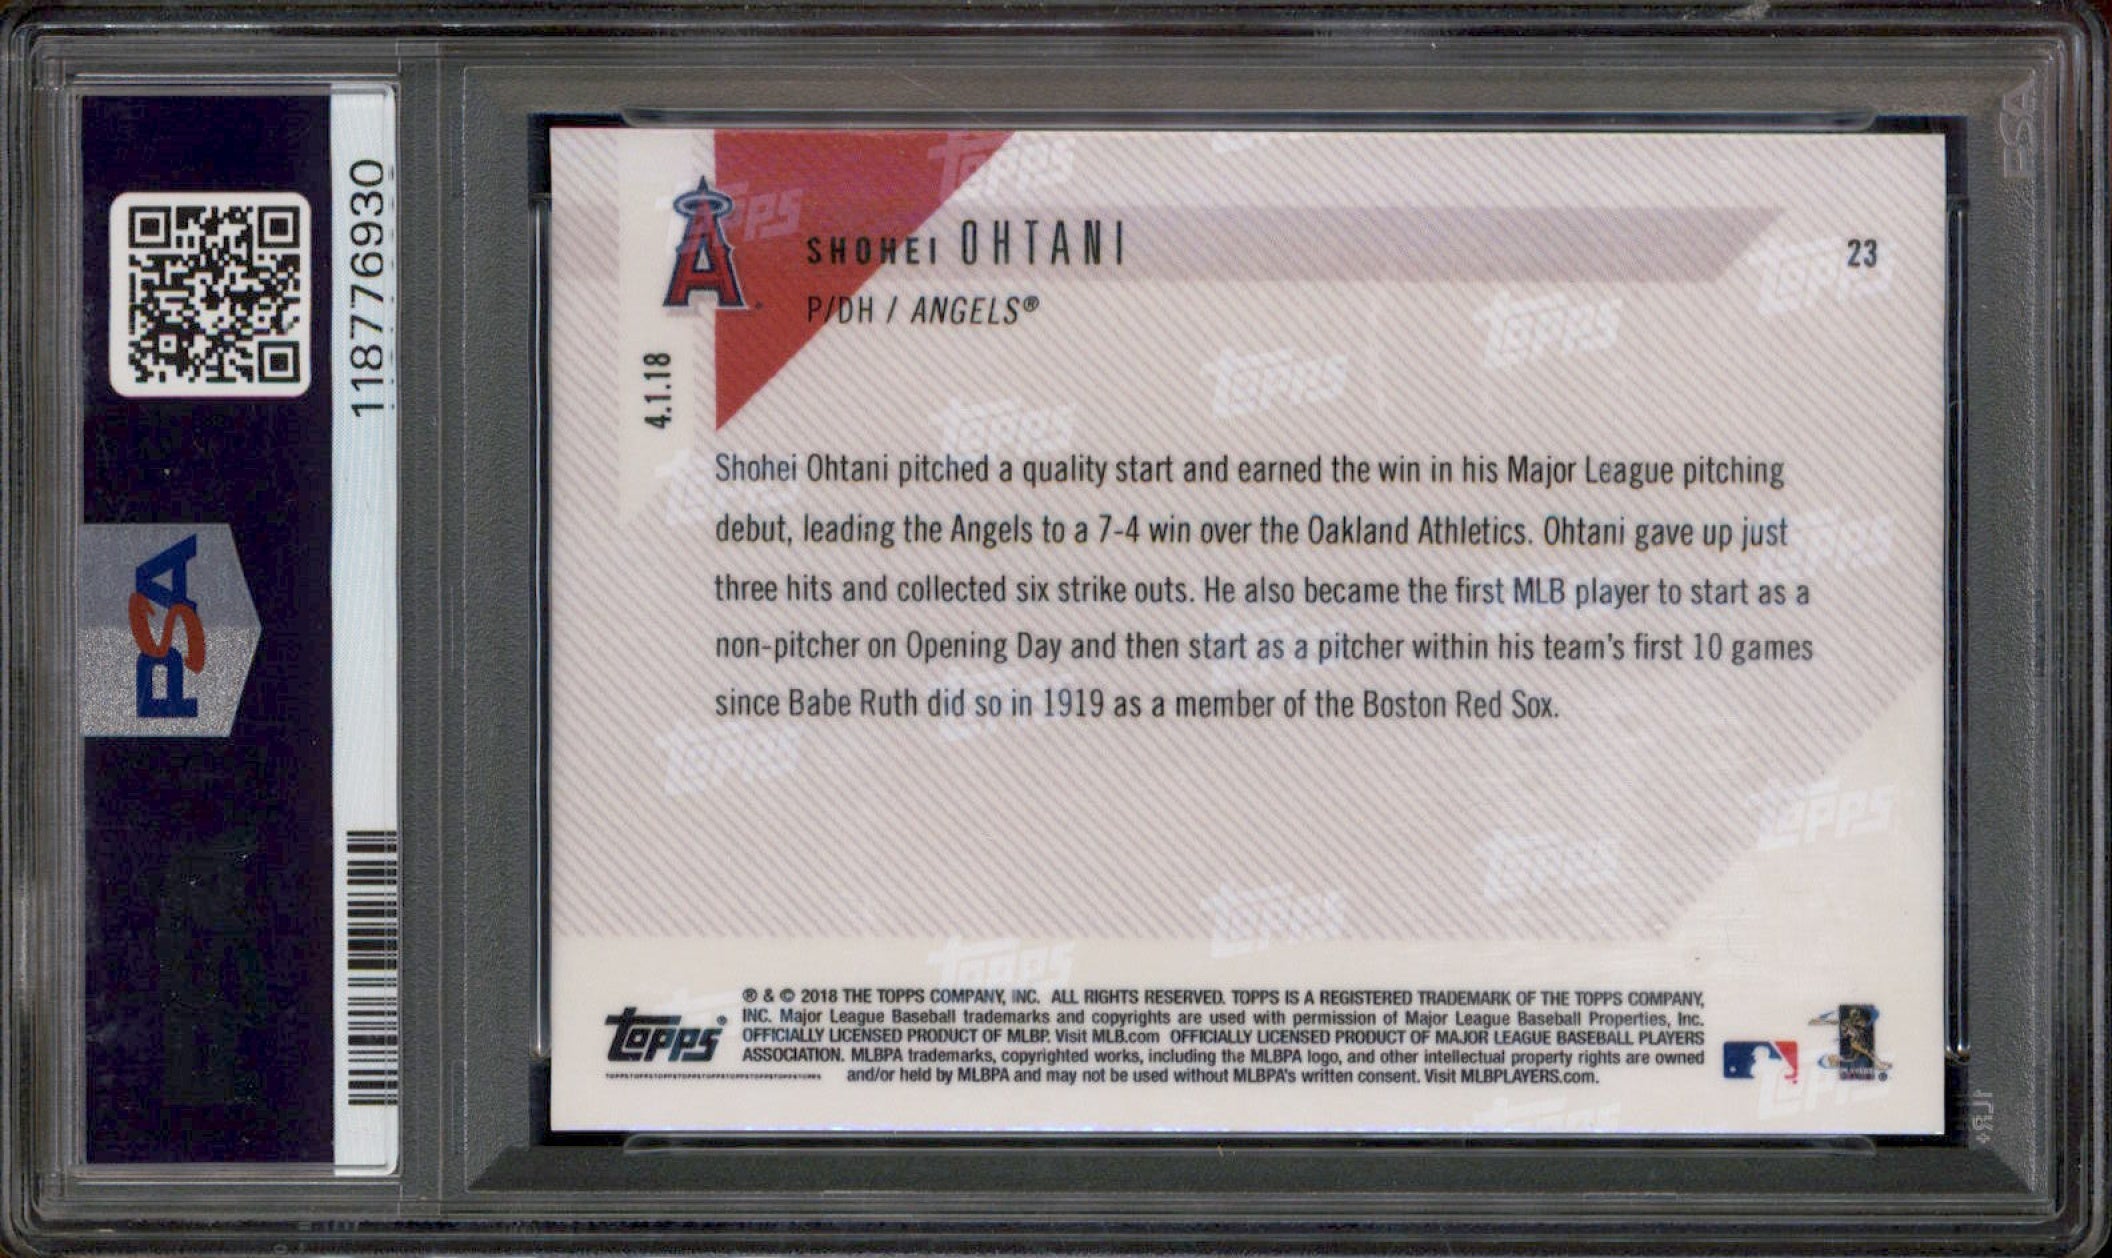 118776930
PSA
SHOHEI OHTANI
23
P/DH / ANGELS®
4.1.18
Shohei Ohtani pitched a quality start and earned the win in his Major League pitching
debut, leading the Angels to a 7-4 win over the Oakland Athletics. Ohtani gave up just
three hits and collected six strike outs. He also became the first MLB player to start as a
non-pitcher on Opening Day and then start as a pitcher within his team's first 10 games
since Babe Ruth did so in 1919 as a member of the Boston Red Sox.
® & © 2018 THE TOPPS COMPANY, INC. ALL RIGHTS RESERVED. TOPPS IS A REGISTERED TRADEMARK OF THE TOPPS COMPANY,
INC. Major League Baseball trademarks and copyrights are used with permission of Major League Baseball Properties, Inc.
OFFICIALLY LICENSED PRODUCT OF MLBP. Visit MLB.com OFFICIALLY LICENSED PRODUCT OF MAJOR LEAGUE BASEBALL PLAYERS
ASSOCIATION. MLBPA trademarks, copyrighted works, including the MLBPA logo, and other intellectual property rights are owned
and/or held by MLBPA and may not be used without MLBPA's written consent. Visit MLBPLAYERS.com.
Topps®
PSA